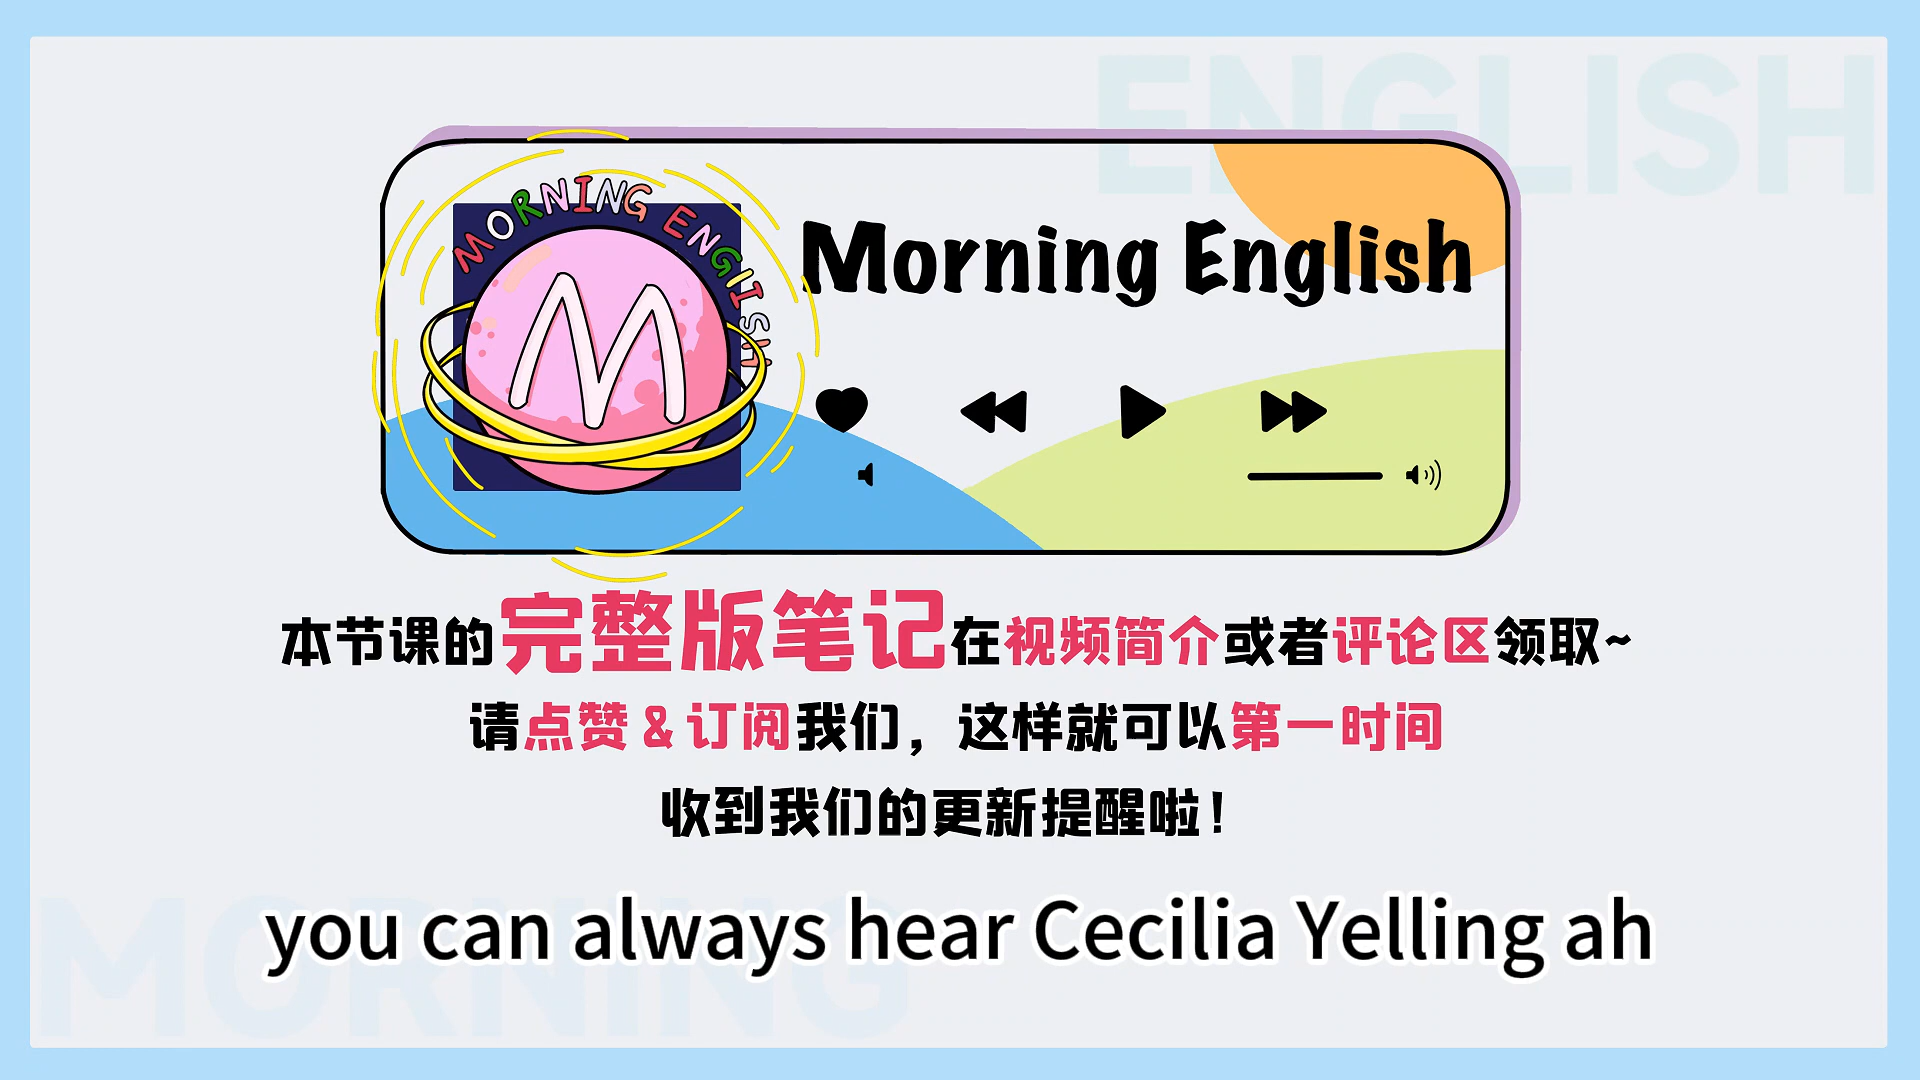 ENGLISH
MORNING ENGLISH
M
Morning English
本节课的完整版笔记在视频简介或者评论区领取~
请点赞&订阅我们，这样就可以第一时间
收到我们的更新提醒啦！
MORNING
you can always hear Cecilia Yelling ah